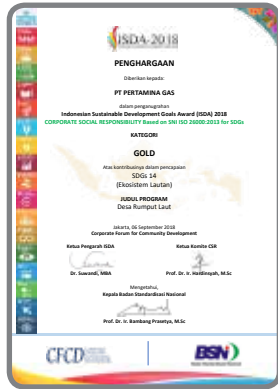 ISDA-2018
PENGHARGAAN
Diberikan kepada:
PT PERTAMINA GAS
dalam penganugrahan
Indonesian Sustainable Development Goals Award (ISDA) 2018
CORPORATE SOCIAL RESPONSIBILITY Based on SNI ISO 26000:2013 for SDGs
KATEGORI
GOLD
Atas kontribusinya dalam pencapaian
SDGs 14
(Ekosistem Lautan)
JUDUL PROGRAM
Desa Rumput Laut
Jakarta, 06 September 2018
Corporate Forum for Community Development
Ketua Pengarah ISDA Ketua Komite CSR
Dr. Suwandi, MBA Prof. Dr. Ir. Hardinsyah, M.Sc
Mengetahui,
Kepala Badan Standardisasi Nasional
Prof. Dr. Ir. Bambang Prasetya, M.Sc
CFCD BSN